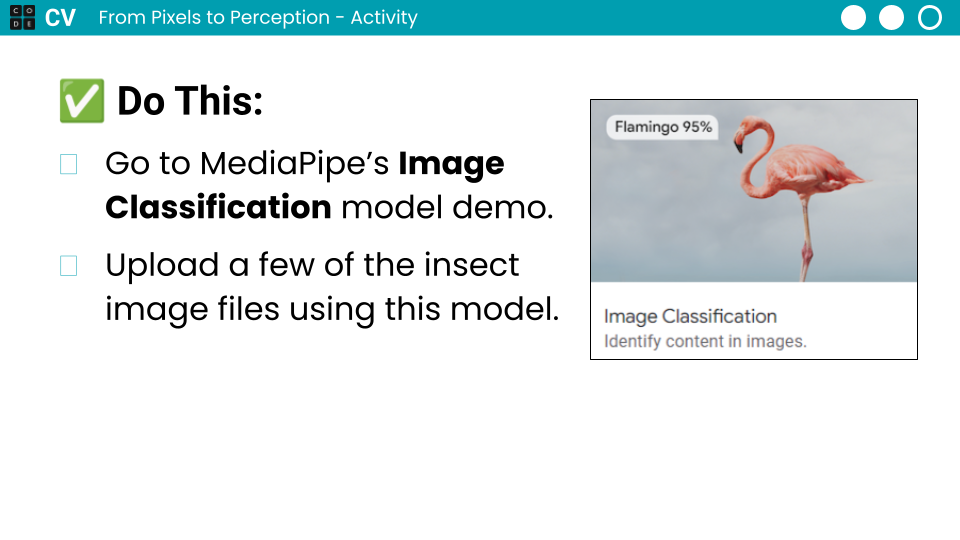 CODE
CV
From Pixels to Perception - Activity
✅ Do This:
Go to MediaPipe’s Image
Classification model demo.
Upload a few of the insect
image files using this model.
Flamingo 95%
Image Classification
Identify content in images.